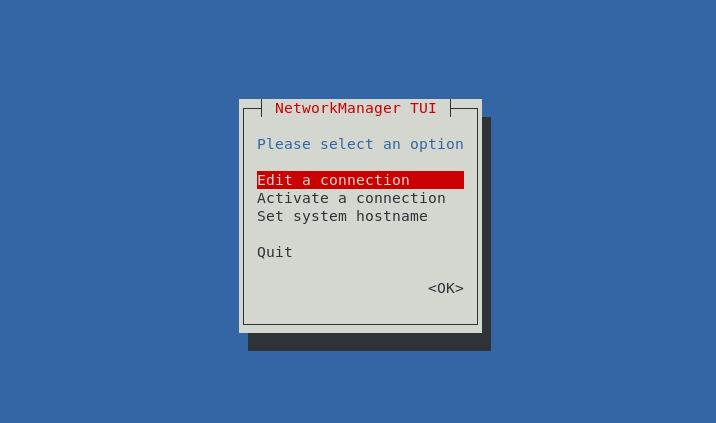 NetworkManager TUI
Please select an option
Edit a connection
Activate a connection
Set system hostname
Quit
<OK>